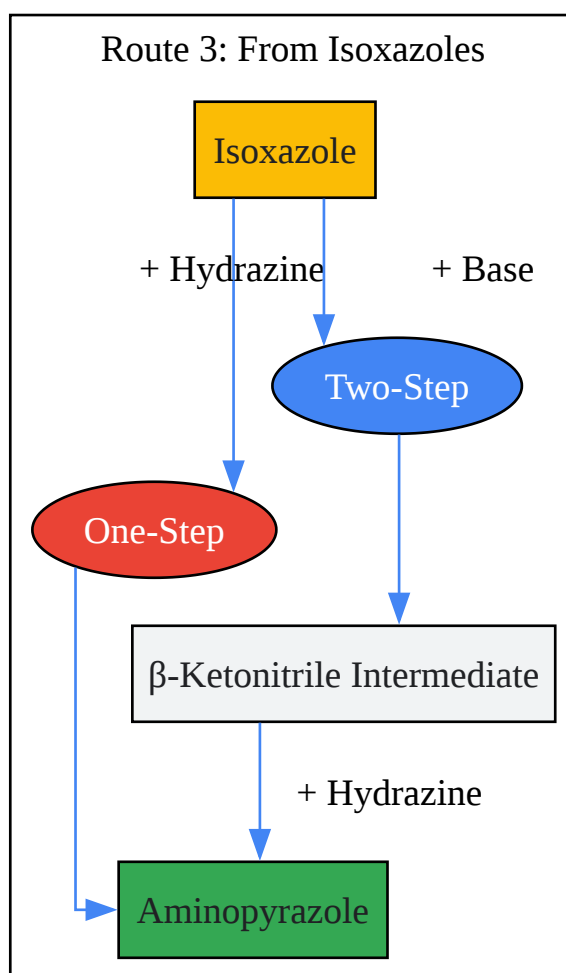 Route 3: From Isoxazoles
Isoxazole
+ Hydrazine
+ Base
Two-Step
One-Step
β-Ketonitrile Intermediate
+ Hydrazine
Aminopyrazole